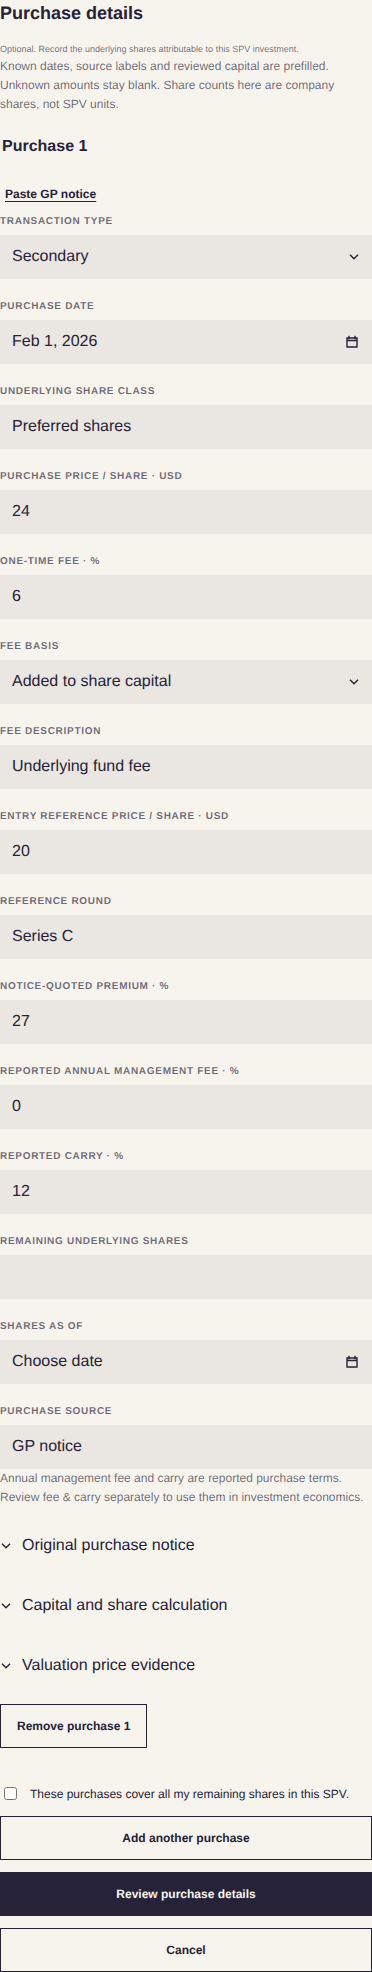 Purchase details
Optional. Record the underlying shares attributable to this SPV investment.
Known dates, source labels and reviewed capital are prefilled.
Unknown amounts stay blank. Share counts here are company
shares, not SPV units.
Purchase 1
Paste GP notice
TRANSACTION TYPE
Secondary
PURCHASE DATE
Feb 1, 2026
UNDERLYING SHARE CLASS
Preferred shares
PURCHASE PRICE / SHARE · USD
24
ONE-TIME FEE · %
6
FEE BASIS
Added to share capital
FEE DESCRIPTION
Underlying fund fee
ENTRY REFERENCE PRICE / SHARE · USD
20
REFERENCE ROUND
Series C
NOTICE-QUOTED PREMIUM · %
27
REPORTED ANNUAL MANAGEMENT FEE · %
0
REPORTED CARRY · %
12
REMAINING UNDERLYING SHARES
SHARES AS OF
Choose date
PURCHASE SOURCE
GP notice
Annual management fee and carry are reported purchase terms.
Review fee & carry separately to use them in investment economics.
Original purchase notice
Capital and share calculation
Valuation price evidence
Remove purchase 1
These purchases cover all my remaining shares in this SPV.
Add another purchase
Review purchase details
Cancel